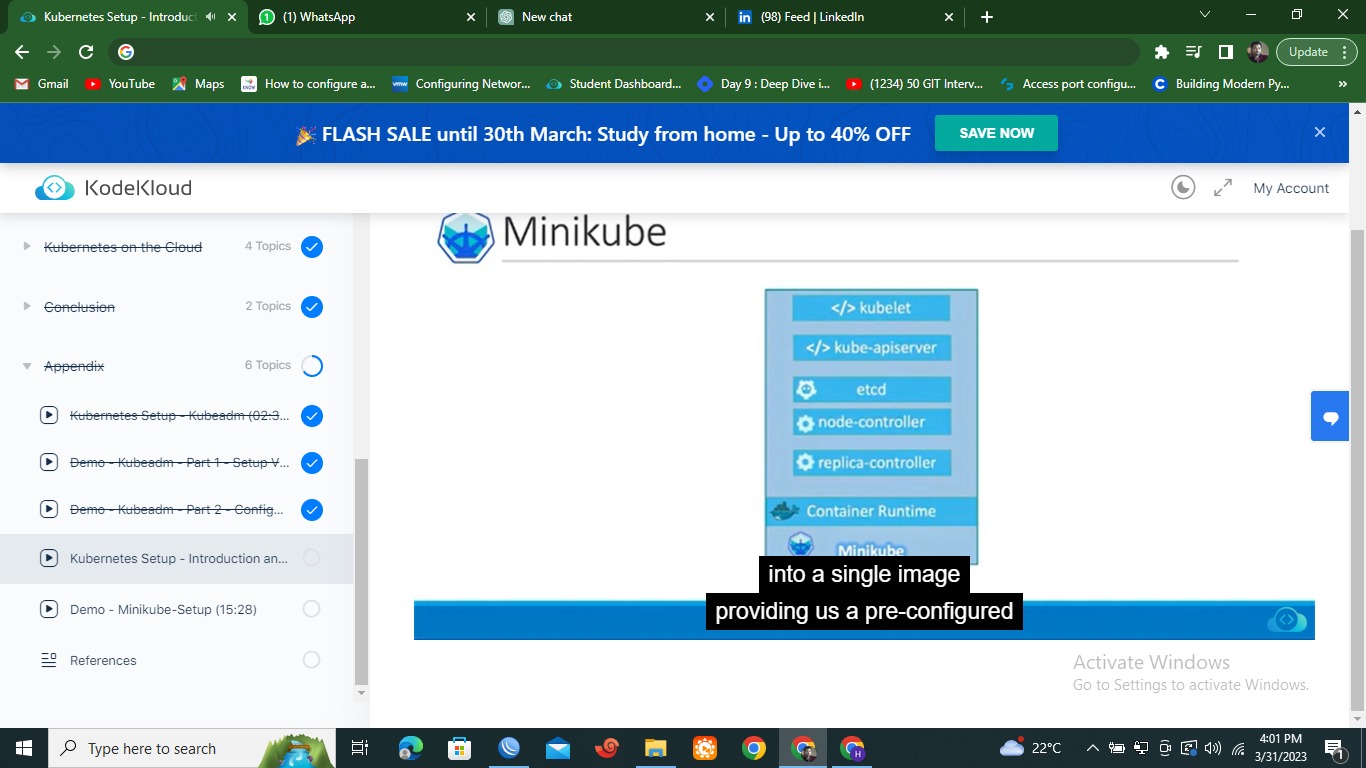 Kubernetes Setup - Introduct
(1) WhatsApp
New chat
(98) Feed | LinkedIn
Update
Gmail
YouTube
Maps
How to configure a...
Configuring Networ...
Student Dashboard...
Day 9 : Deep Dive i...
(1234) 50 GIT Interv...
Access port configu...
Building Modern Py...
»
FLASH SALE until 30th March: Study from home - Up to 40% OFF
SAVE NOW
KodeKloud
My Account
Kubernetes on the Cloud
4 Topics
Conclusion
2 Topics
Appendix
6 Topics
Kubernetes Setup - Kubeadm (02:3...
Demo - Kubeadm - Part 1 - Setup V...
Demo - Kubeadm - Part 2 - Config...
Kubernetes Setup - Introduction an...
Demo - Minikube-Setup (15:28)
References
Minikube
</> kubelet
</> kube-apiserver
etcd
node-controller
replica-controller
Container Runtime
Minikube
into a single image
providing us a pre-configured
Activate Windows
Go to Settings to activate Windows.
Type here to search
22°C
4:01 PM
3/31/2023
1